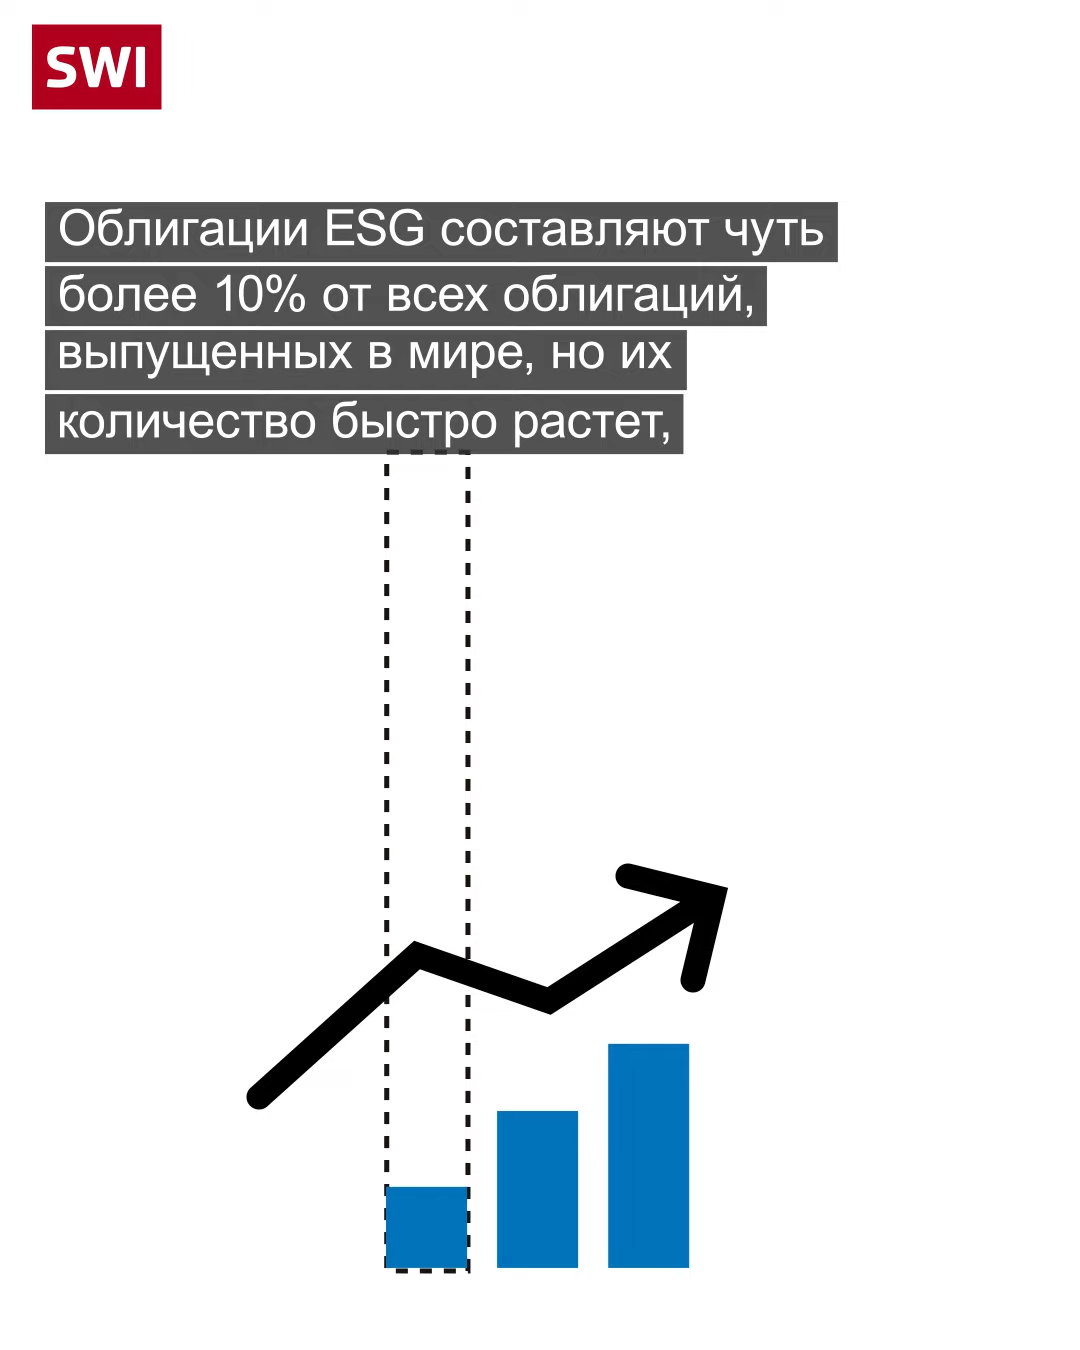 SWI
Облигации ESG составляют чуть
более 10% от всех облигаций,
выпущенных в мире, но их
количество быстро растет,